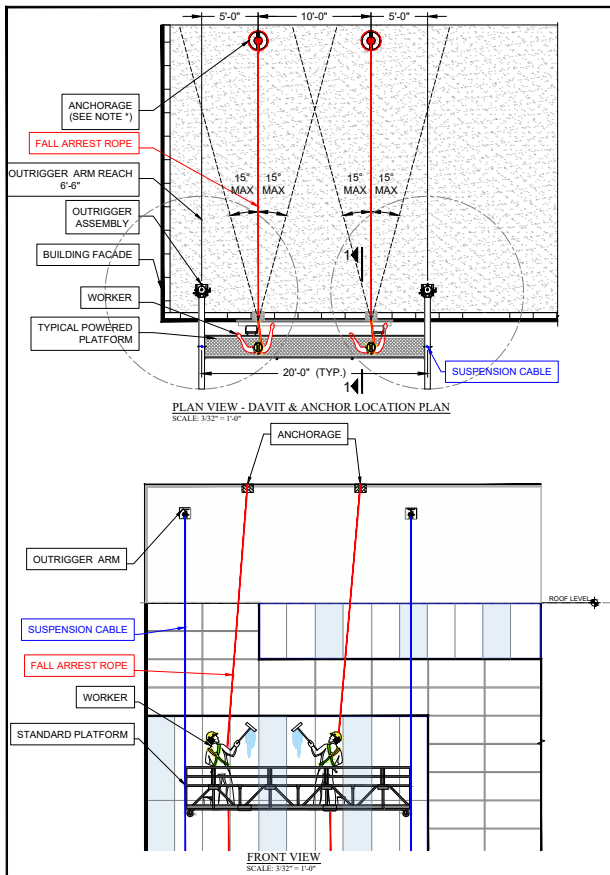 5'-0"
10'-0"
5'-0"
ANCHORAGE
(SEE NOTE *)
FALL ARREST ROPE
OUTRIGGER ARM REACH
6'-6"
15°
MAX
15°
MAX
15°
MAX
15°
MAX
OUTRIGGER
ASSEMBLY
1
BUILDING FACADE
WORKER
TYPICAL POWERED
PLATFORM
SUSPENSION CABLE
20'-0" (TYP.)
1
PLAN VIEW - DAVIT & ANCHOR LOCATION PLAN
SCALE: 3/32" = 1'-0"
ANCHORAGE
OUTRIGGER ARM
ROOF LEVEL
SUSPENSION CABLE
FALL ARREST ROPE
WORKER
STANDARD PLATFORM
FRONT VIEW
SCALE: 3/32" = 1'-0"